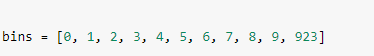 bins = [0, 1, 2, 3, 4, 5, 6, 7, 8, 9, 923]